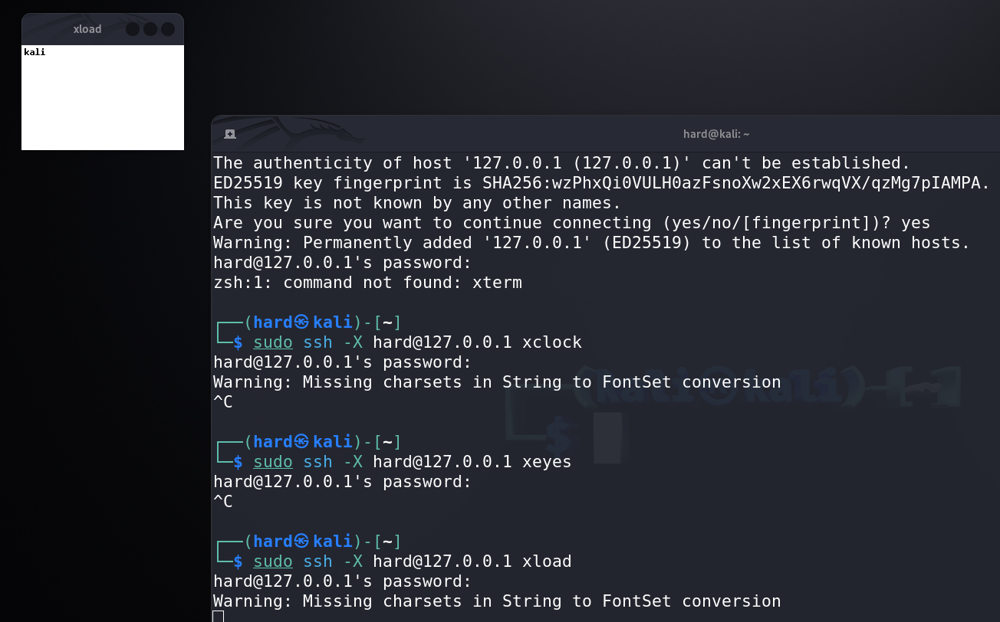 xload
kali
hard@kali: ~
The authenticity of host '127.0.0.1 (127.0.0.1)' can't be established.
ED25519 key fingerprint is SHA256:wzPhxQi0VULH0azFsnoXw2xEX6rwqVX/qzMg7pIAMPA.
This key is not known by any other names.
Are you sure you want to continue connecting (yes/no/[fingerprint])? yes
Warning: Permanently added '127.0.0.1' (ED25519) to the list of known hosts.
hard@127.0.0.1's password:
zsh:1: command not found: xterm
┌──(hard㉿kali)-[~]
└─$ sudo ssh -X hard@127.0.0.1 xclock
hard@127.0.0.1's password:
Warning: Missing charsets in String to FontSet conversion
^C
┌──(hard㉿kali)-[~]
└─$ sudo ssh -X hard@127.0.0.1 xeyes
hard@127.0.0.1's password:
^C
┌──(hard㉿kali)-[~]
└─$ sudo ssh -X hard@127.0.0.1 xload
hard@127.0.0.1's password:
Warning: Missing charsets in String to FontSet conversion